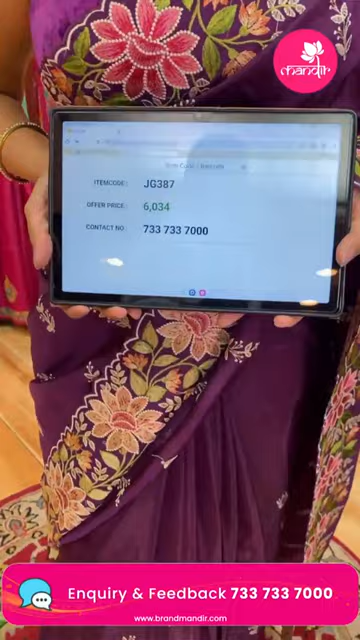 mandir
ITEMCODE: JG387
OFFER PRICE: 6,034
CONTACT NO 733 733 7000
Enquiry & Feedback 733 733 7000
www.brandmandir.com